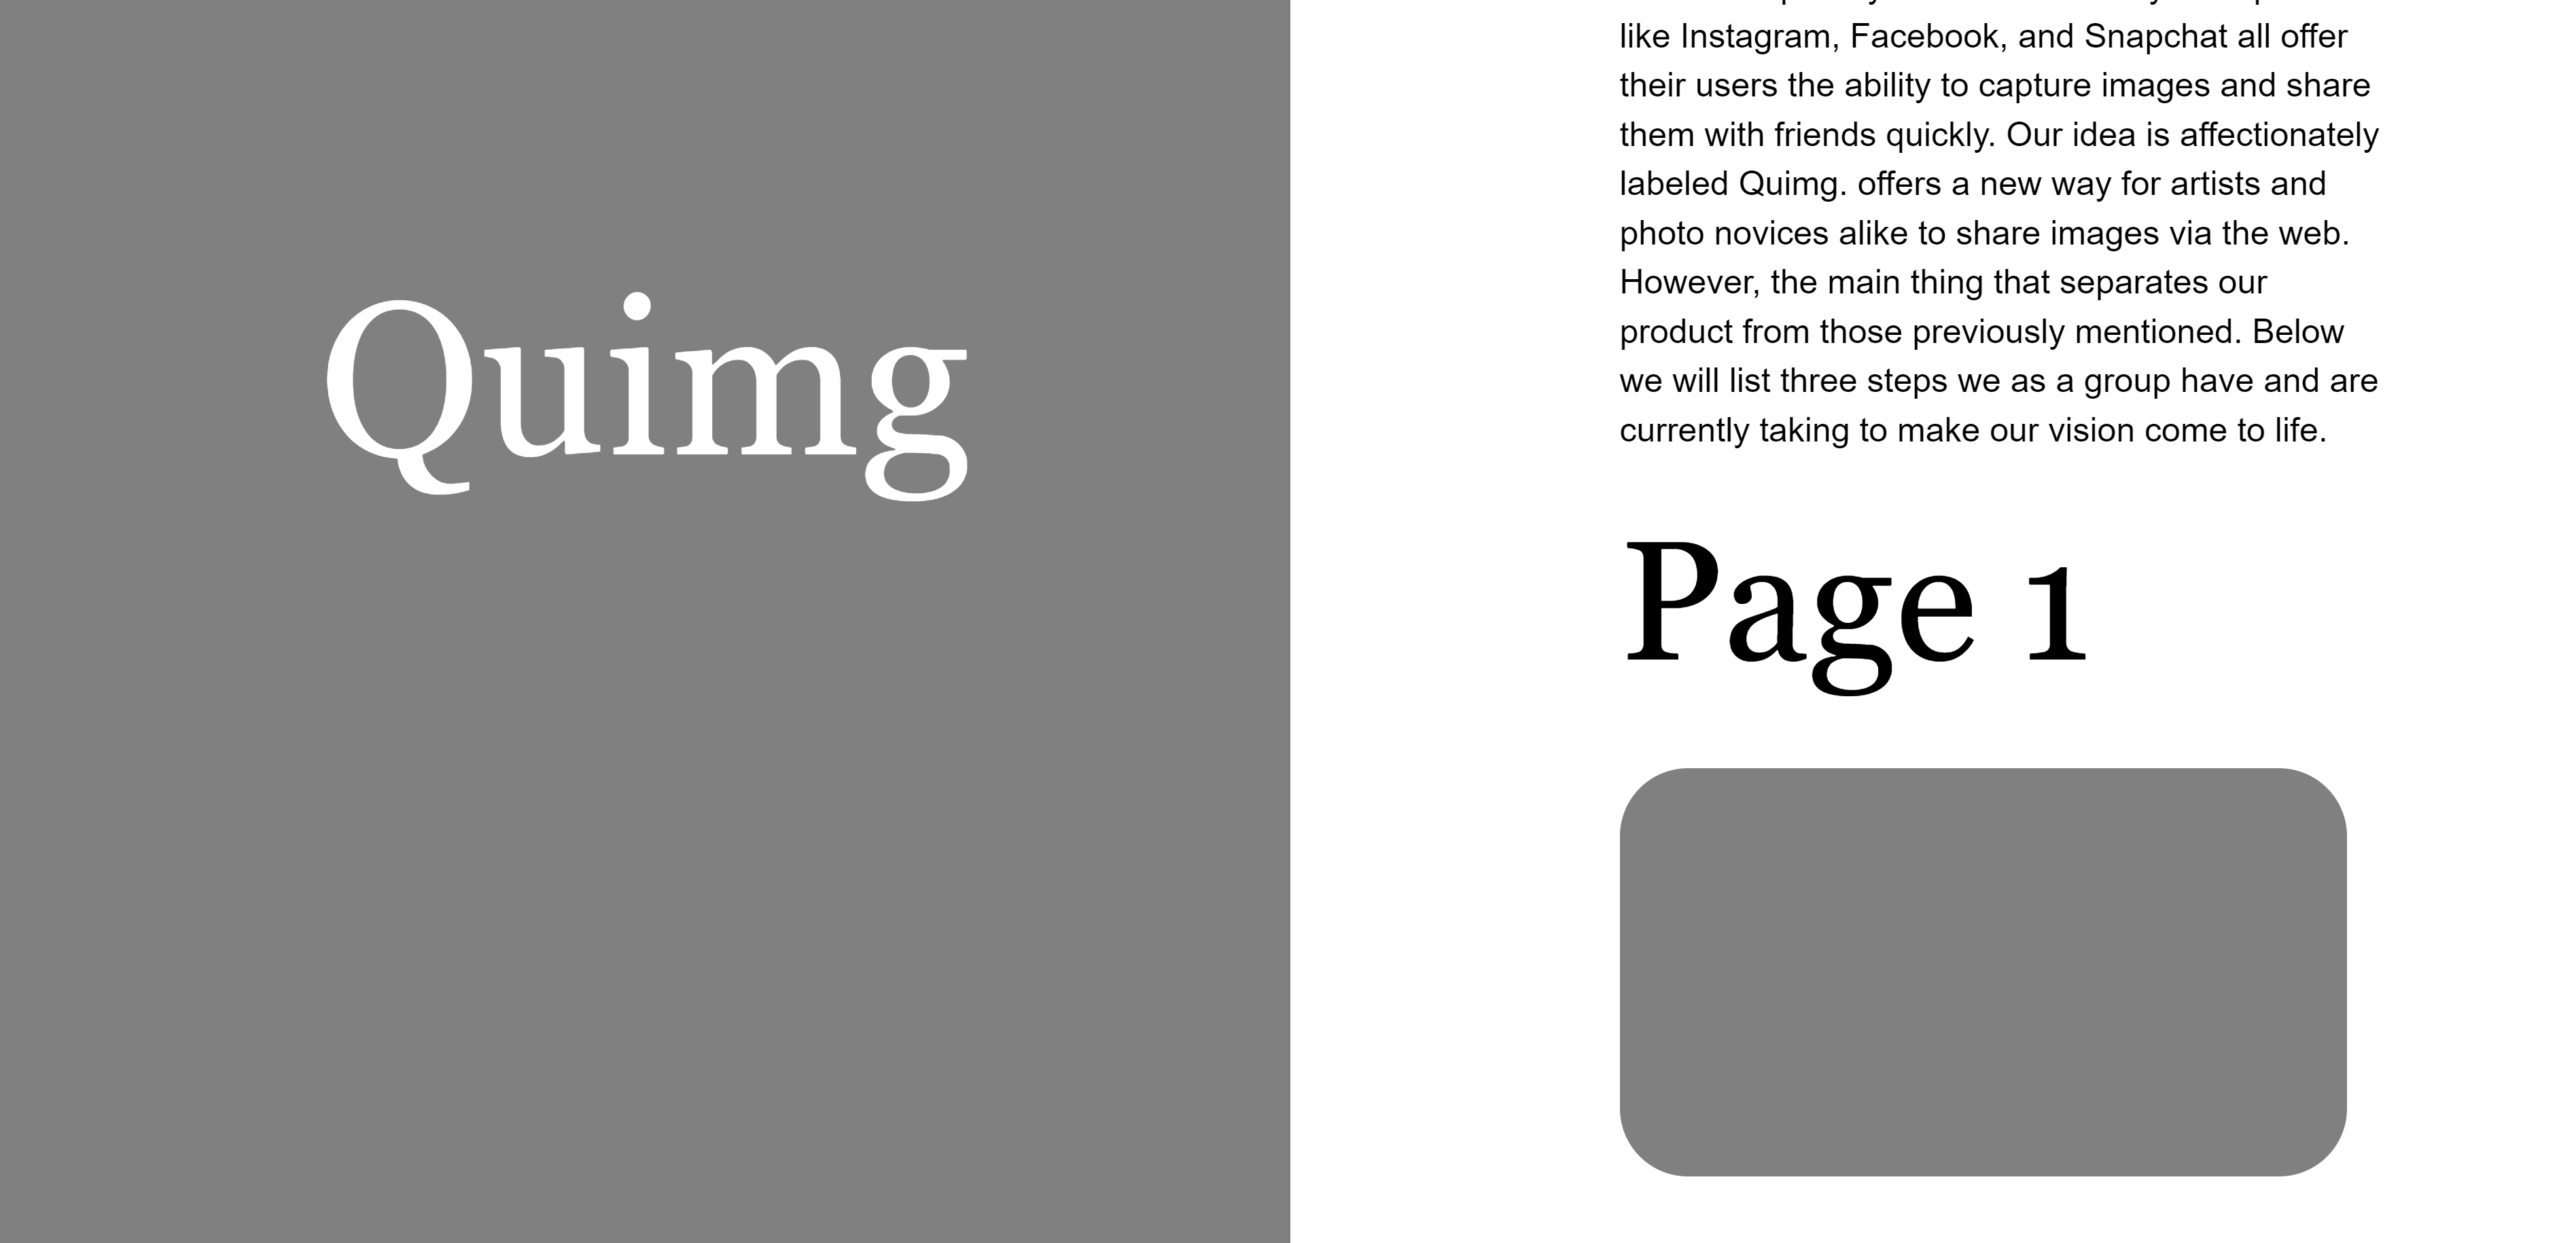 Quimg
like Instagram, Facebook, and Snapchat all offer
their users the ability to capture images and share
them with friends quickly. Our idea is affectionately
labeled Quimg. offers a new way for artists and
photo novices alike to share images via the web.
However, the main thing that separates our
product from those previously mentioned. Below
we will list three steps we as a group have and are
currently taking to make our vision come to life.
Page 1